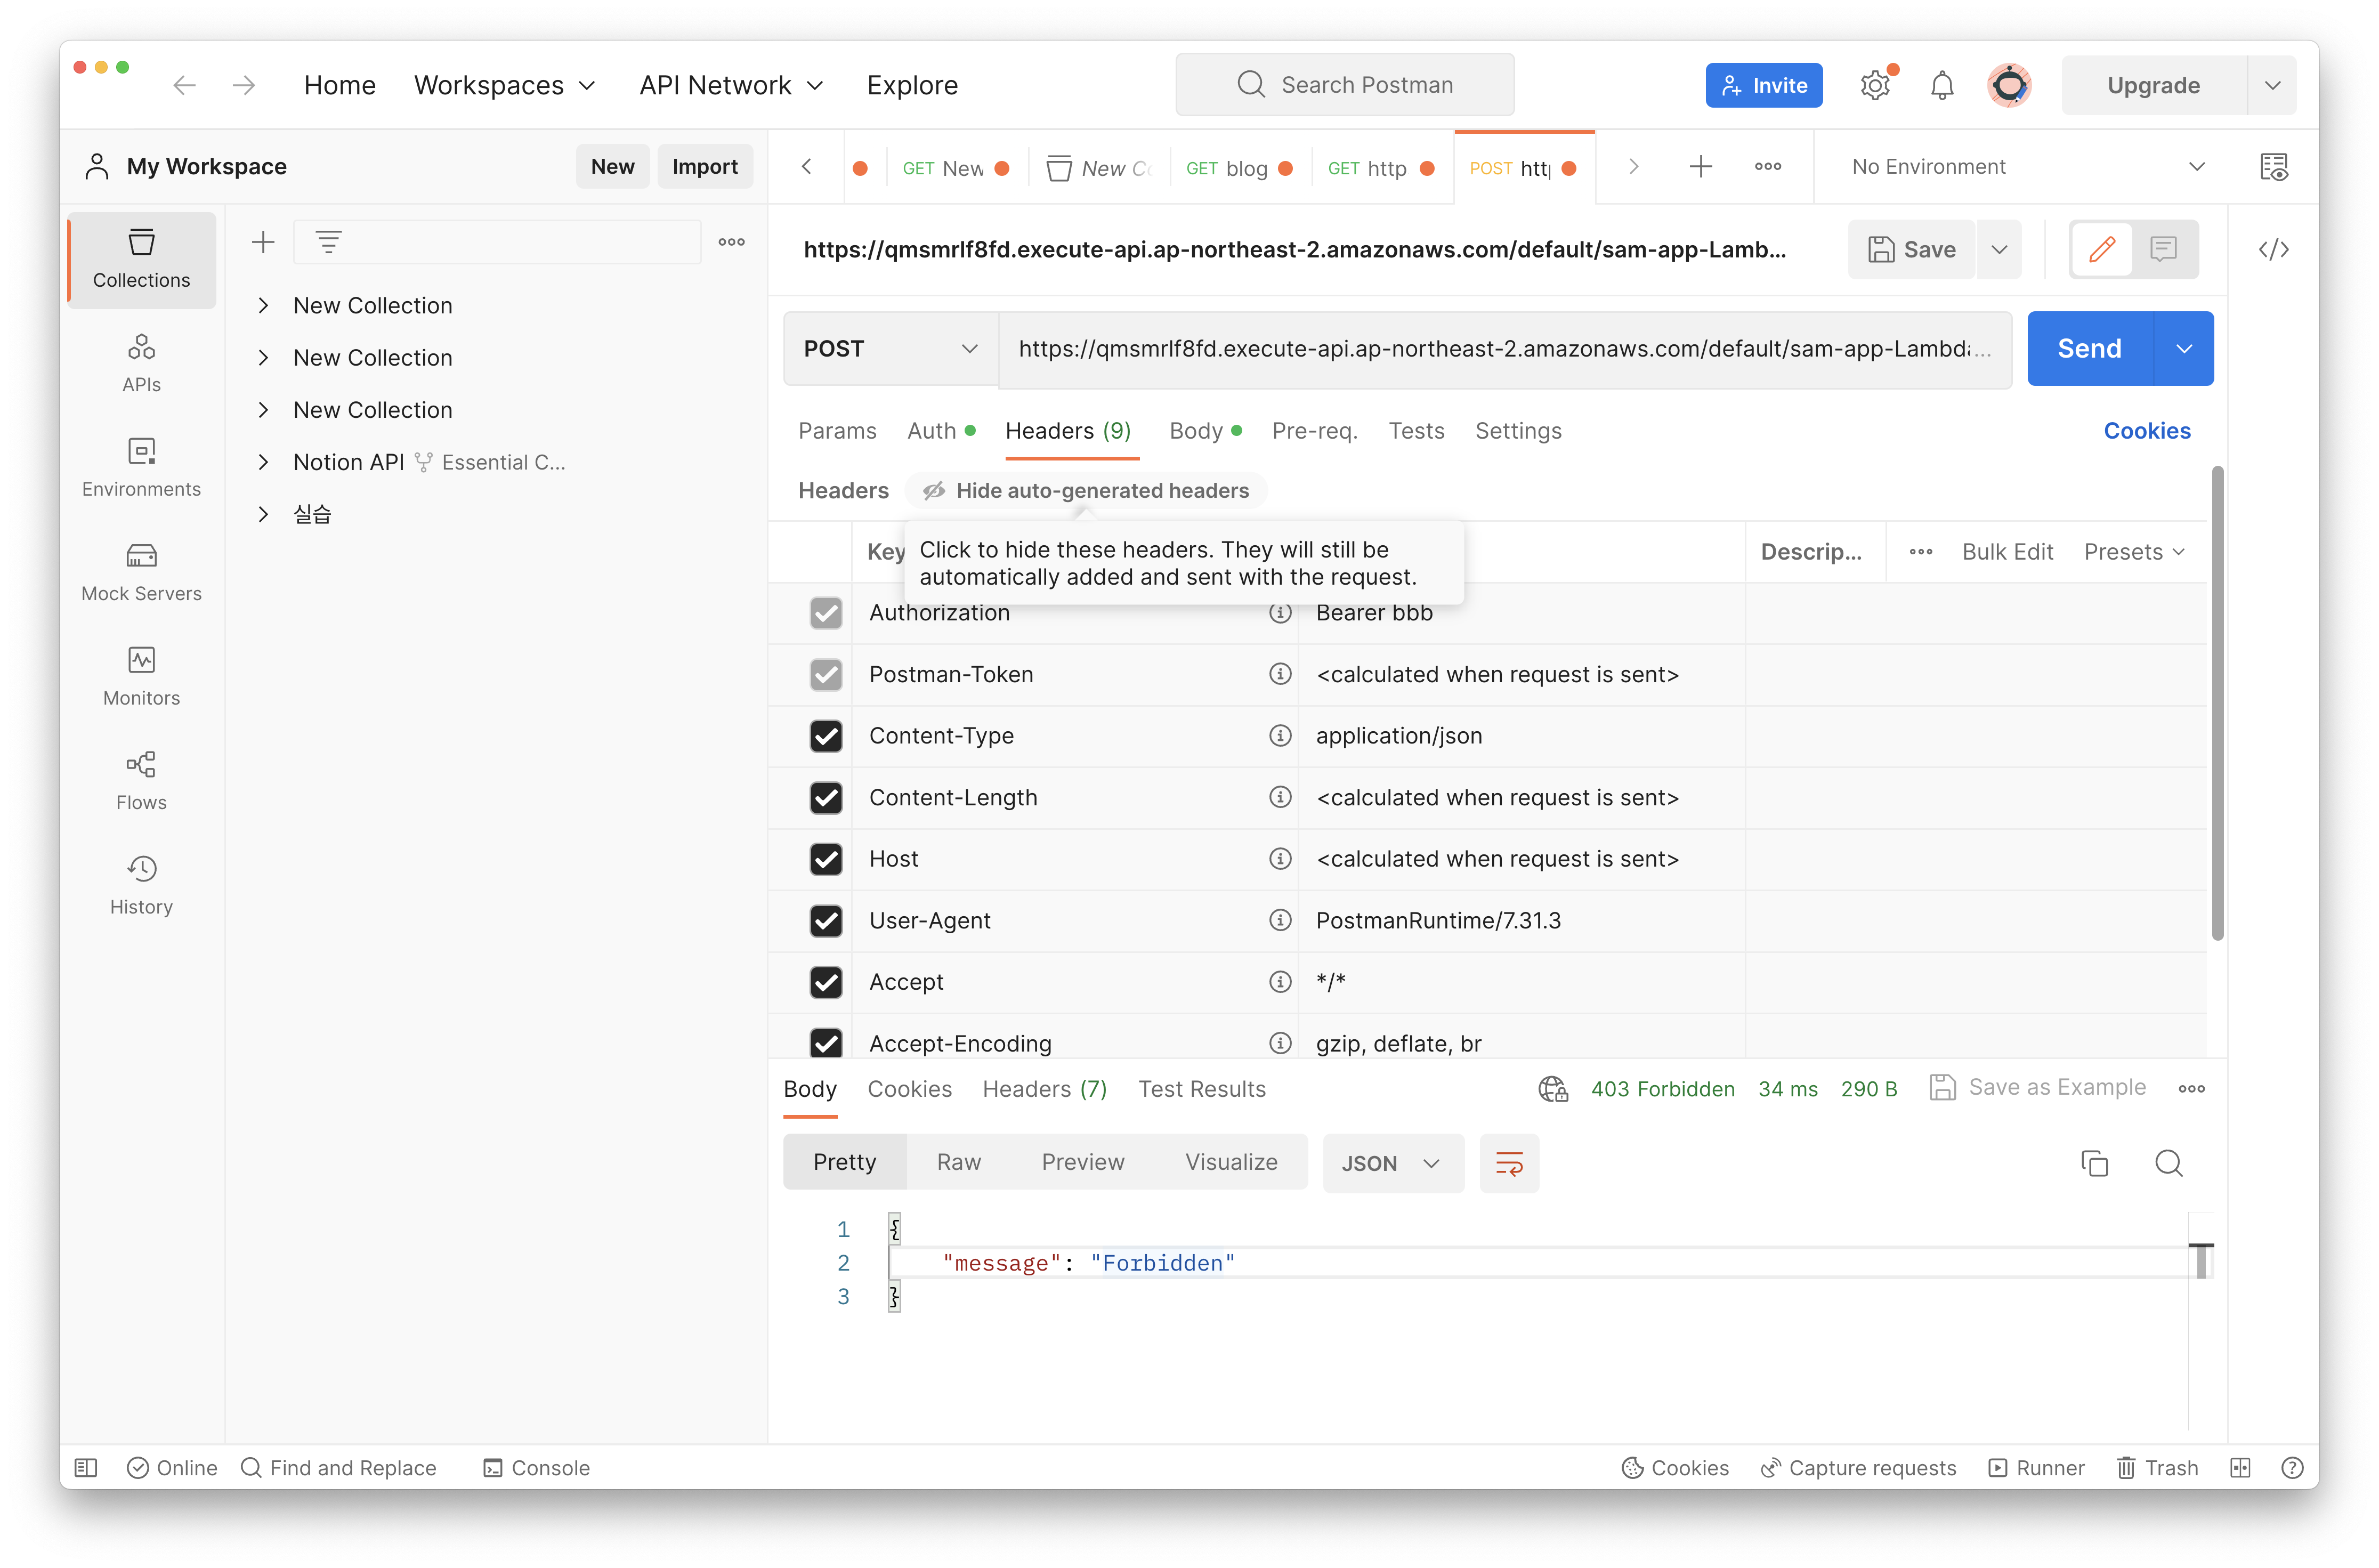 Home
Workspaces
API Network
Explore
Search Postman
Invite
Upgrade
My Workspace
New
Import
GET New
New C
GET blog
GET http
POST http
No Environment
Collections
APIs
Environments
Mock Servers
Monitors
Flows
History
New Collection
New Collection
New Collection
Notion API Essential C...
실습
https://qmsmrlf8fd.execute-api.ap-northeast-2.amazonaws.com/default/sam-app-Lamb...
Save
POST
https://qmsmrlf8fd.execute-api.ap-northeast-2.amazonaws.com/default/sam-app-Lambda...
Send
Params
Auth
Headers (9)
Body
Pre-req.
Tests
Settings
Cookies
Headers
Hide auto-generated headers
Click to hide these headers. They will still be
automatically added and sent with the request.
Key
Descrip...
Bulk Edit
Presets
Authorization
Bearer bbb
Postman-Token
<calculated when request is sent>
Content-Type
application/json
Content-Length
<calculated when request is sent>
Host
<calculated when request is sent>
User-Agent
PostmanRuntime/7.31.3
Accept
*/*
Accept-Encoding
gzip, deflate, br
Body
Cookies
Headers (7)
Test Results
403 Forbidden
34 ms
290 B
Save as Example
Pretty
Raw
Preview
Visualize
JSON
1 {
2 "message": "Forbidden"
3 }
Online
Find and Replace
Console
Cookies
Capture requests
Runner
Trash